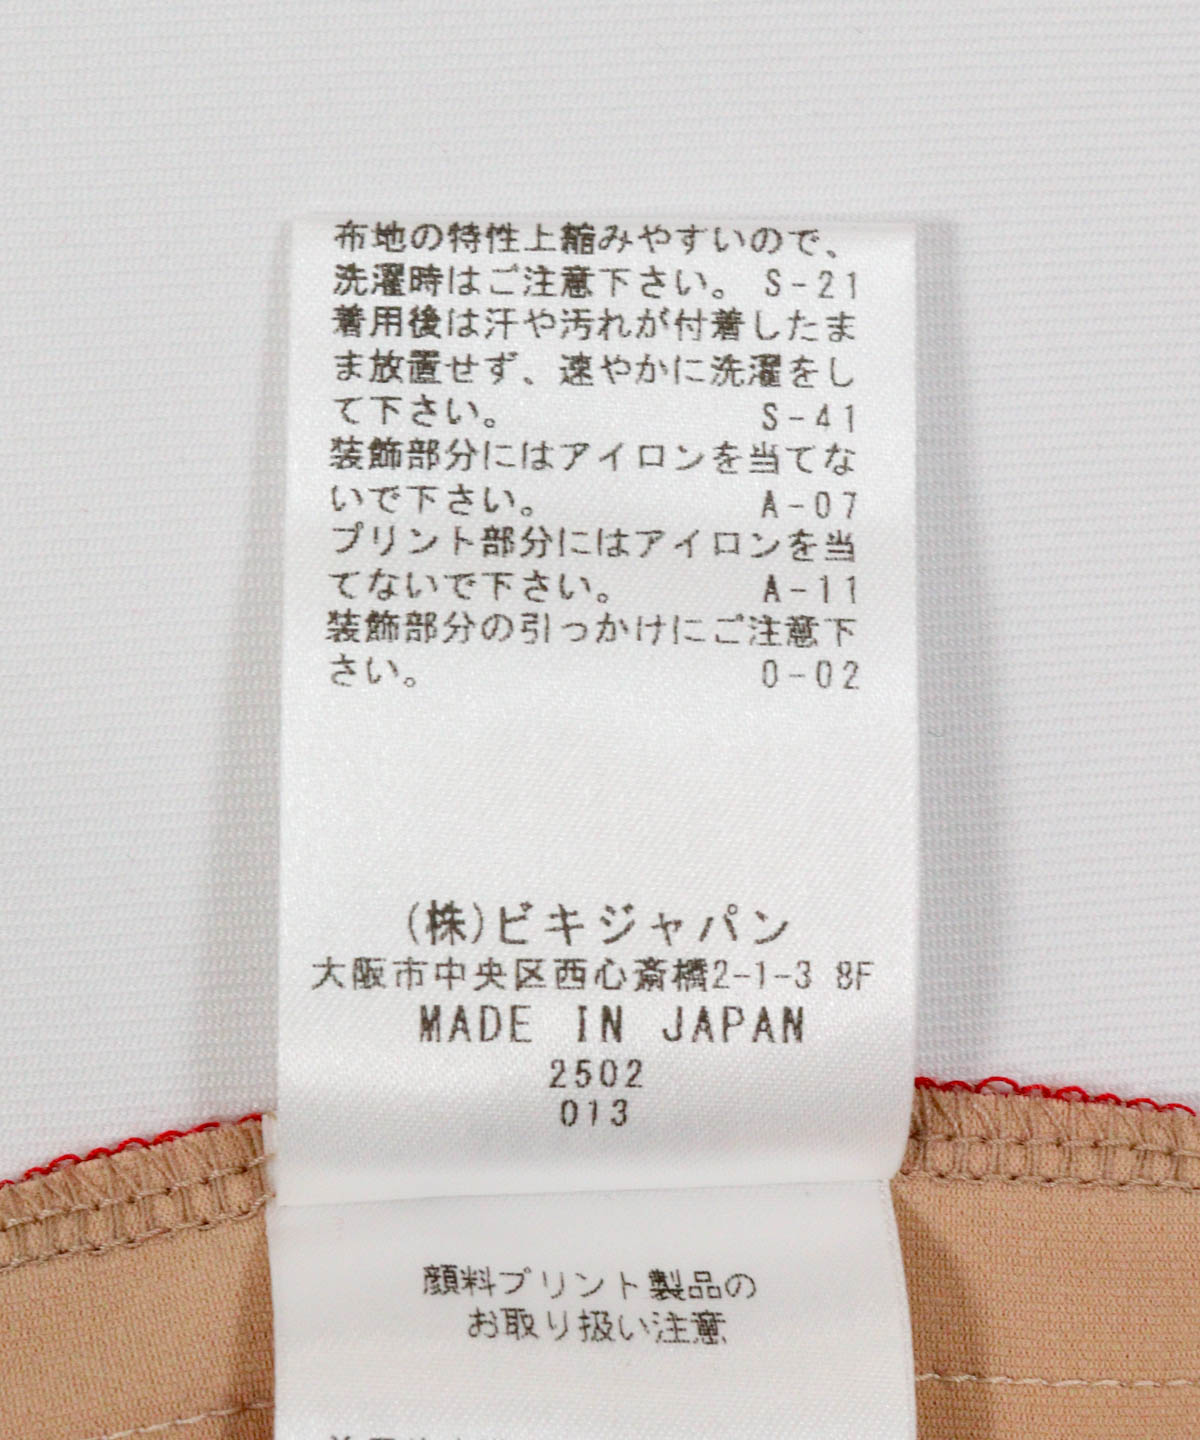 布地の特性上縮みやすいので、
洗濯時はご注意下さい。 S-21
着用後は汗や汚れが付着したま
ま放置せず、速やかに洗濯をし
て下さい。 S-41
装飾部分にはアイロンを当てな
いで下さい。 A-07
プリント部分にはアイロンを当
てないで下さい。 A-11
装飾部分の引っかけにご注意下
さい。 O-02
(株)ビキジャパン
大阪市中央区西心斎橋2-1-3 8F
MADE IN JAPAN
2502
013
顔料プリント製品の
お取り扱い注意